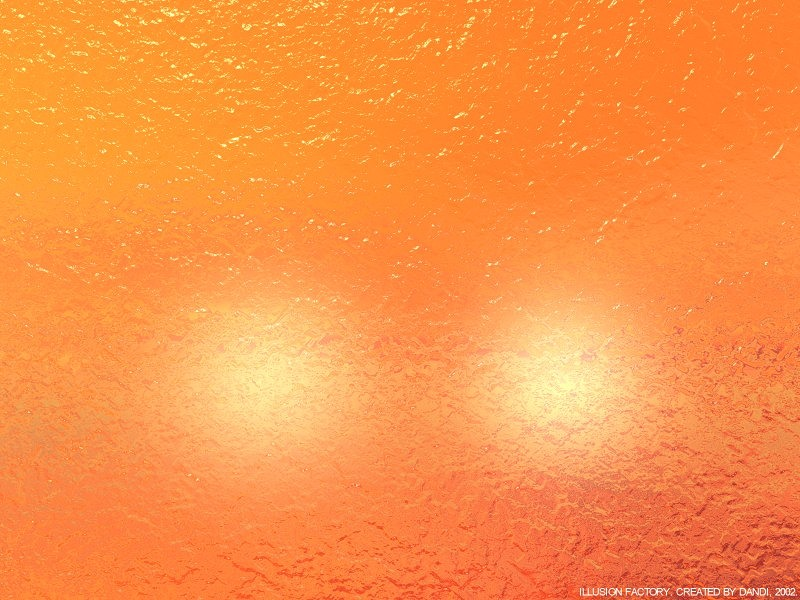 ILLUSION FACTORY. CREATED BY DANDI, 2002.